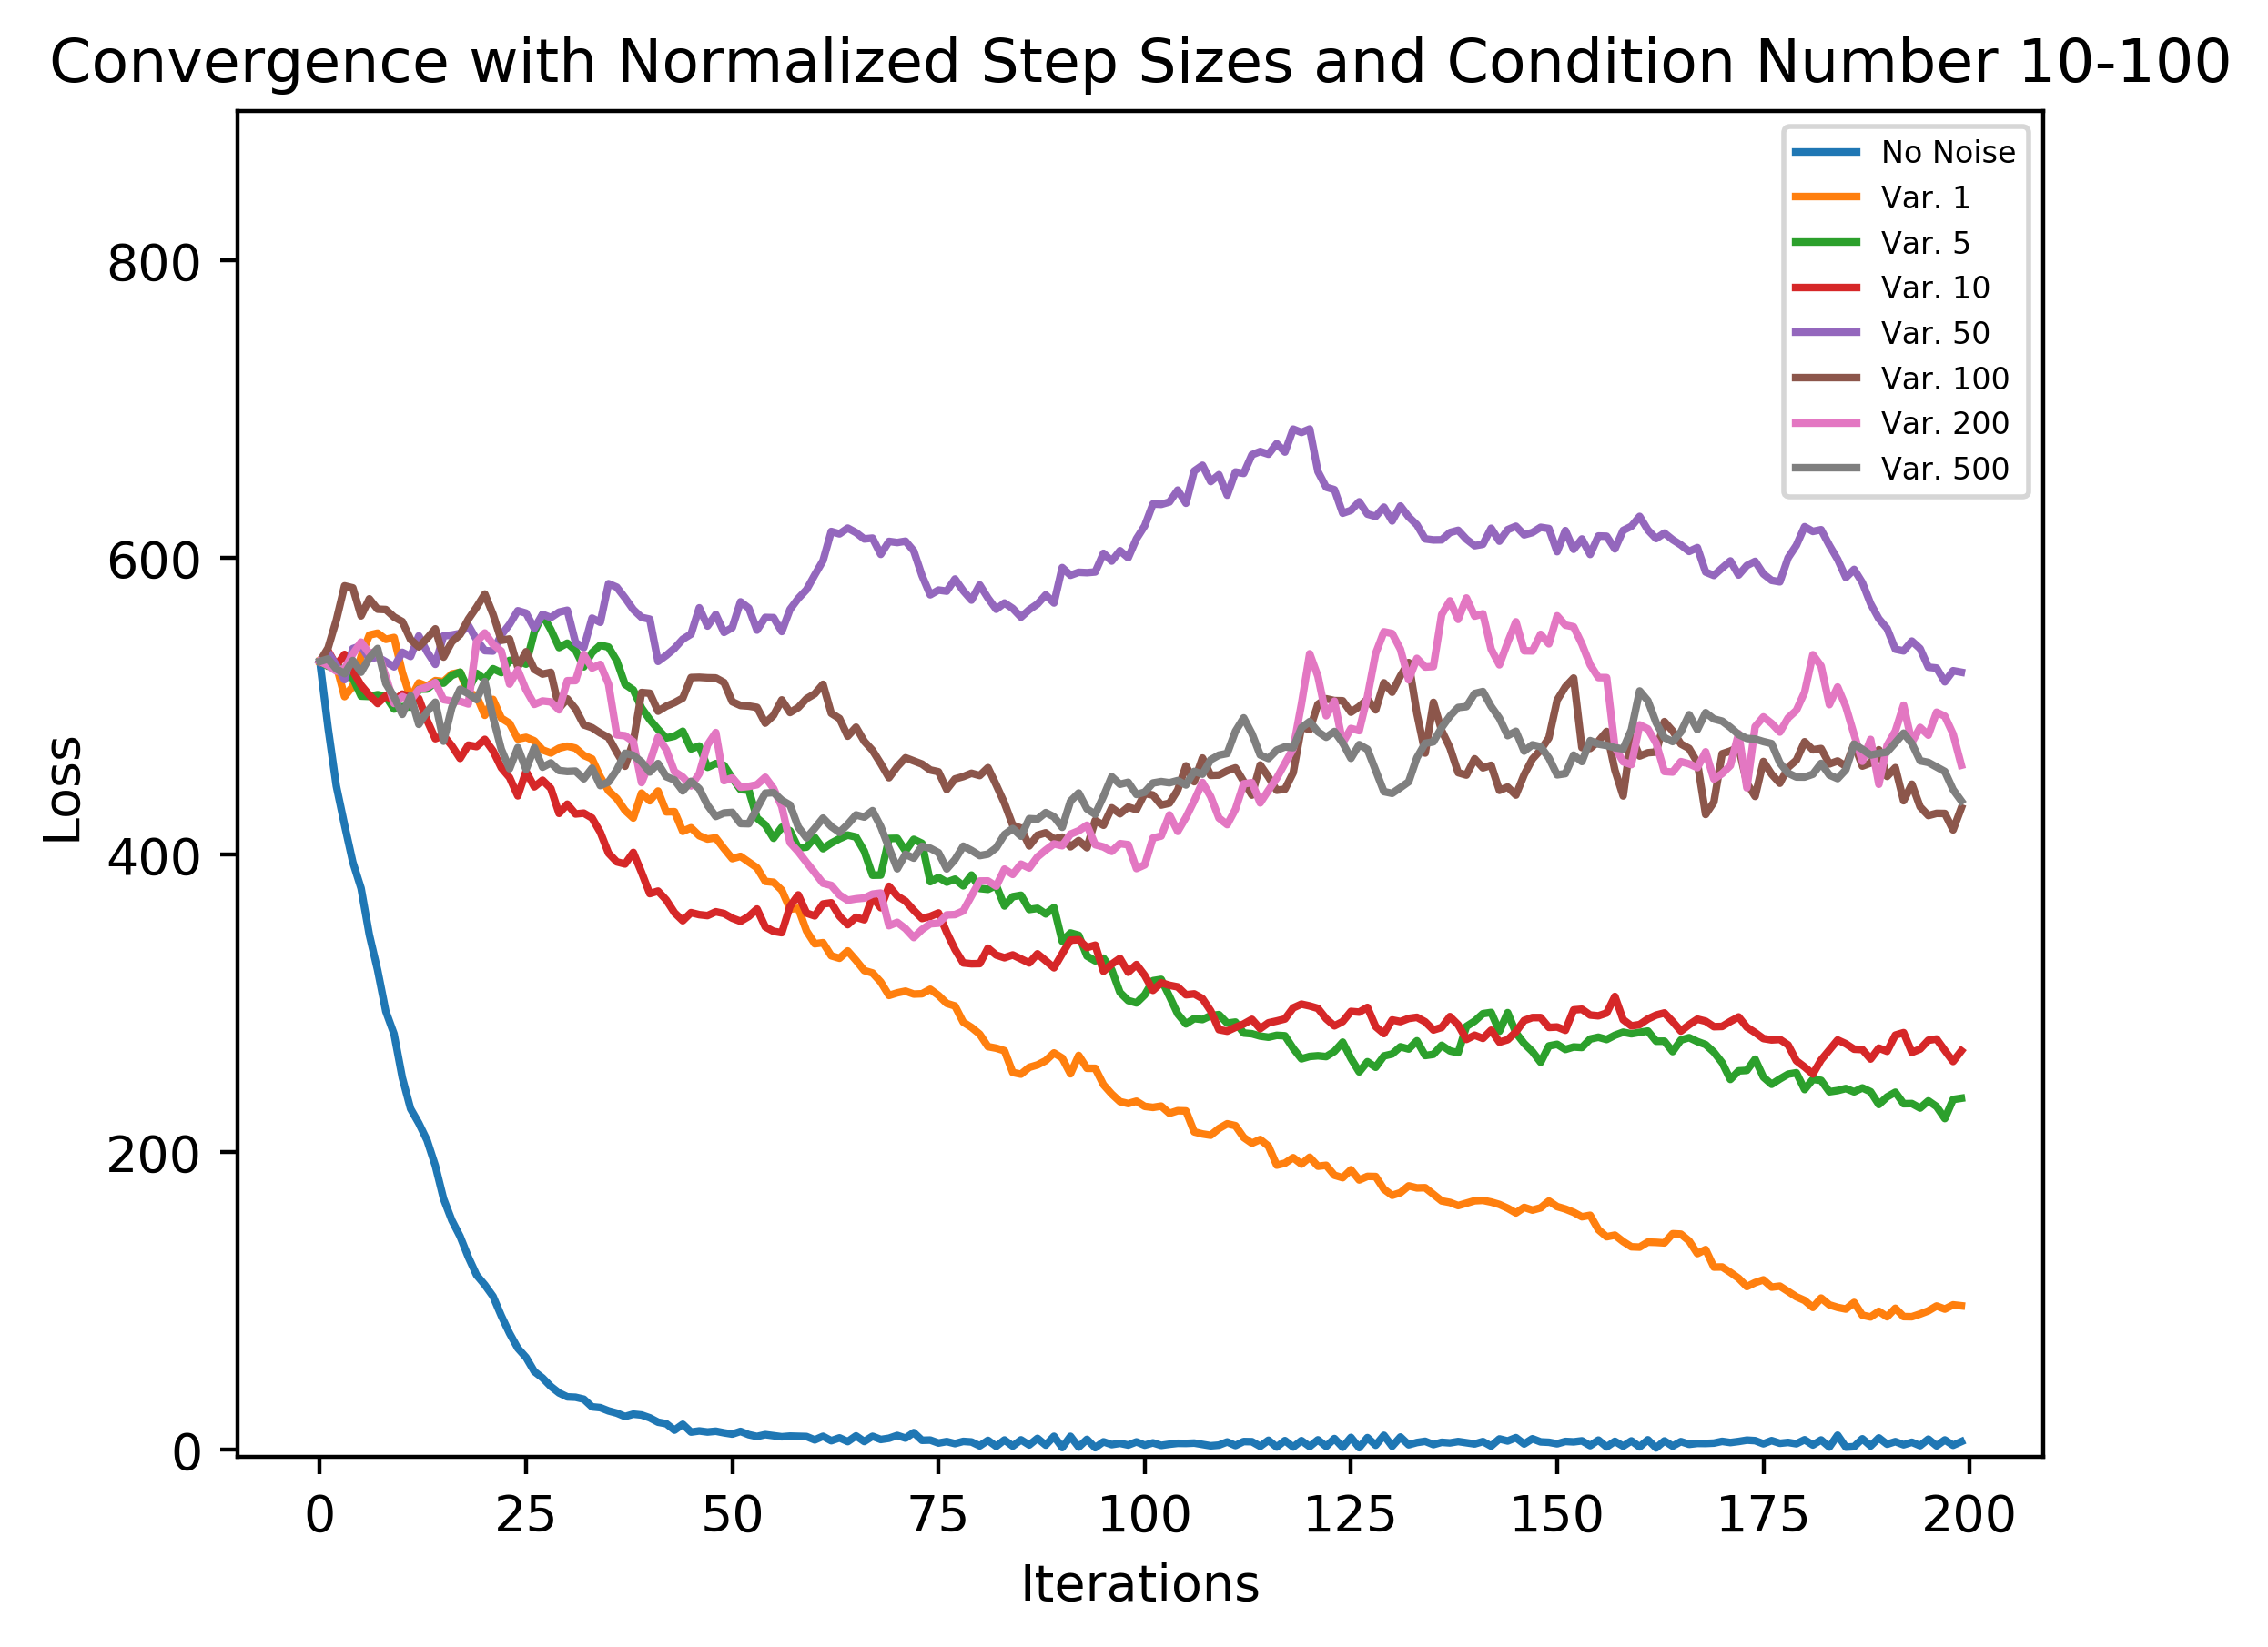 Convergence with Normalized Step Sizes and Condition Number 10-100
No Noise
Var. 1
Var. 5
Var. 10
Var. 50
Var. 100
Var. 200
Var. 500
800
600
400
200
0
Loss
0 25 50 75 100 125 150 175 200
Iterations